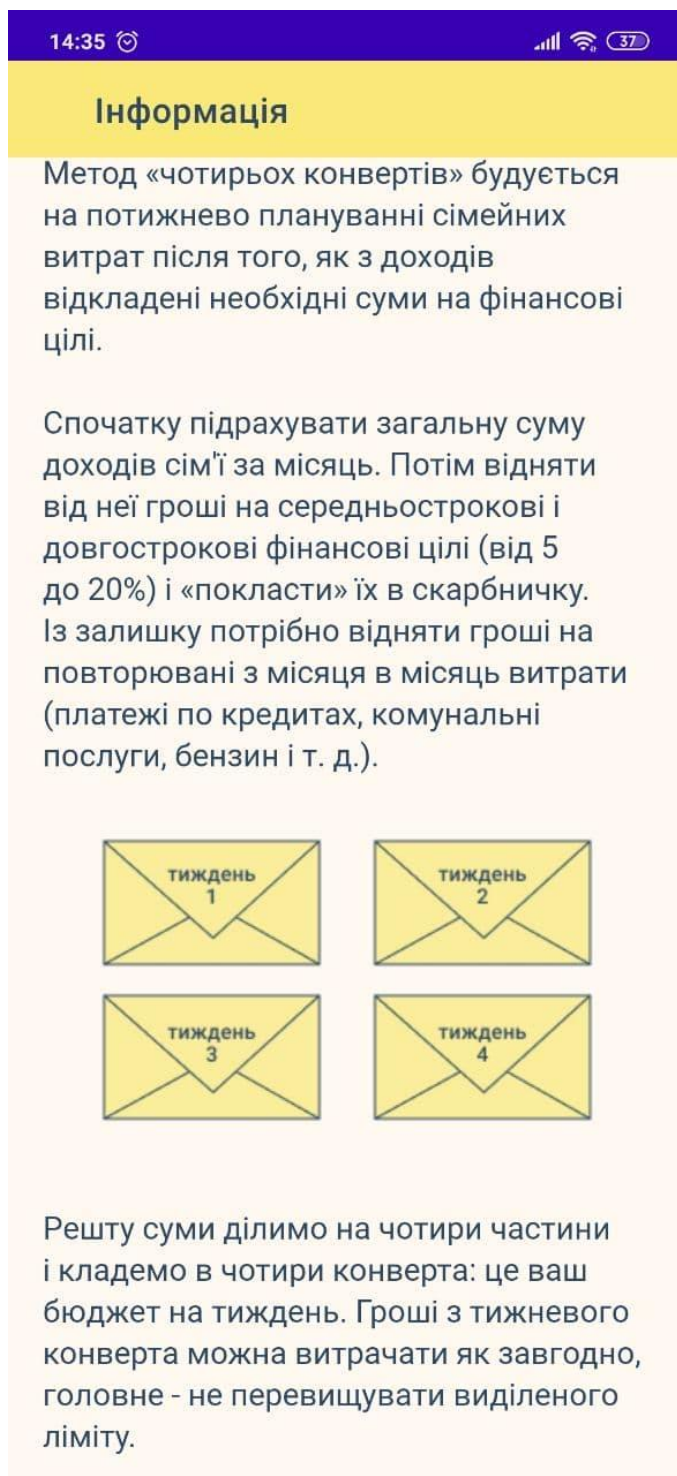 14:35
37
Інформація
Метод «чотирьох конвертів» будується
на потижнево плануванні сімейних
витрат після того, як з доходів
відкладені необхідні суми на фінансові
цілі.
Спочатку підрахувати загальну суму
доходів сім'ї за місяць. Потім відняти
від неї гроші на середньострокові і
довгострокові фінансові цілі (від 5
до 20%) і «покласти» їх в скарбничку.
Із залишку потрібно відняти гроші на
повторювані з місяця в місяць витрати
(платежі по кредитах, комунальні
послуги, бензин і т. д.).
тиждень
1
тиждень
2
тиждень
3
тиждень
4
Решту суми ділимо на чотири частини
і кладемо в чотири конверта: це ваш
бюджет на тиждень. Гроші з тижневого
конверта можна витрачати як завгодно,
головне - не перевищувати виділеного
ліміту.